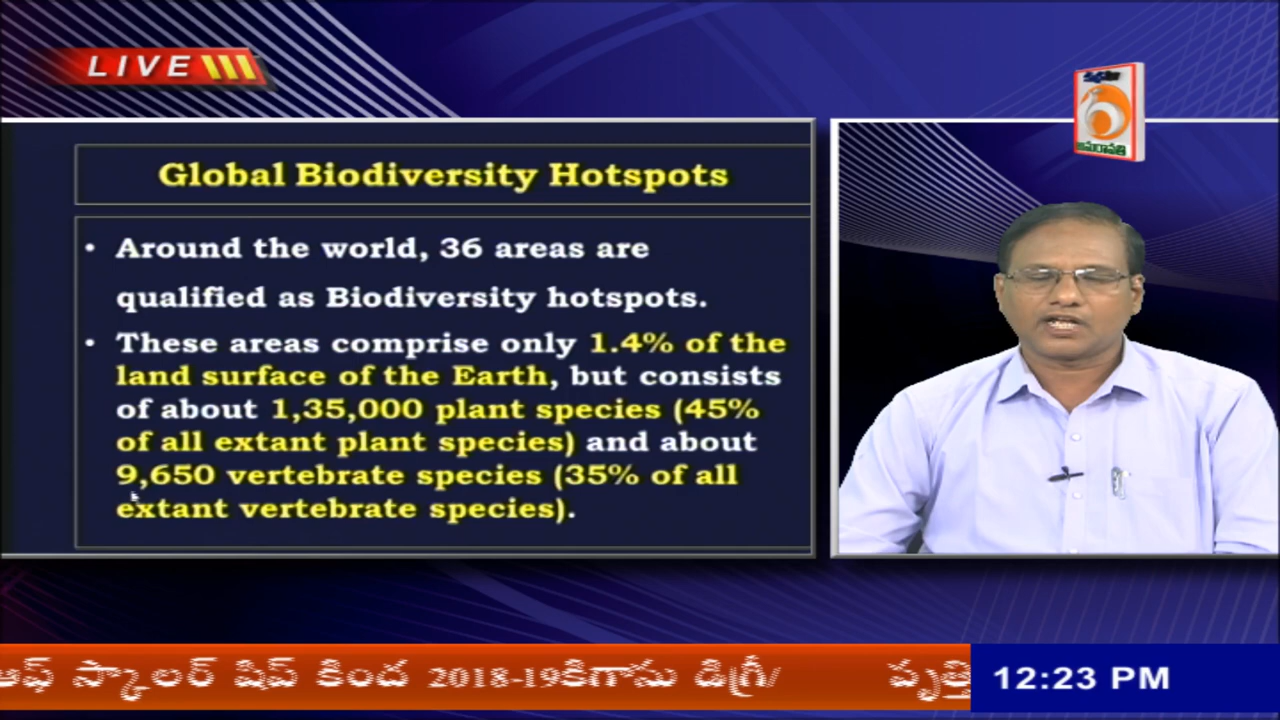 LIVE
Global Biodiversity Hotspots
• Around the world, 36 areas are
qualified as Biodiversity hotspots.
• These areas comprise only 1.4% of the
land surface of the Earth, but consists
of about 1,35,000 plant species (45%
of all extant plant species) and about
9,650 vertebrate species (35% of all
extant vertebrate species).
ఆఫ్ స్కాలర్ షిప్ కింద 2018-19కిగాను డిగ్రీ/
12:23 PM